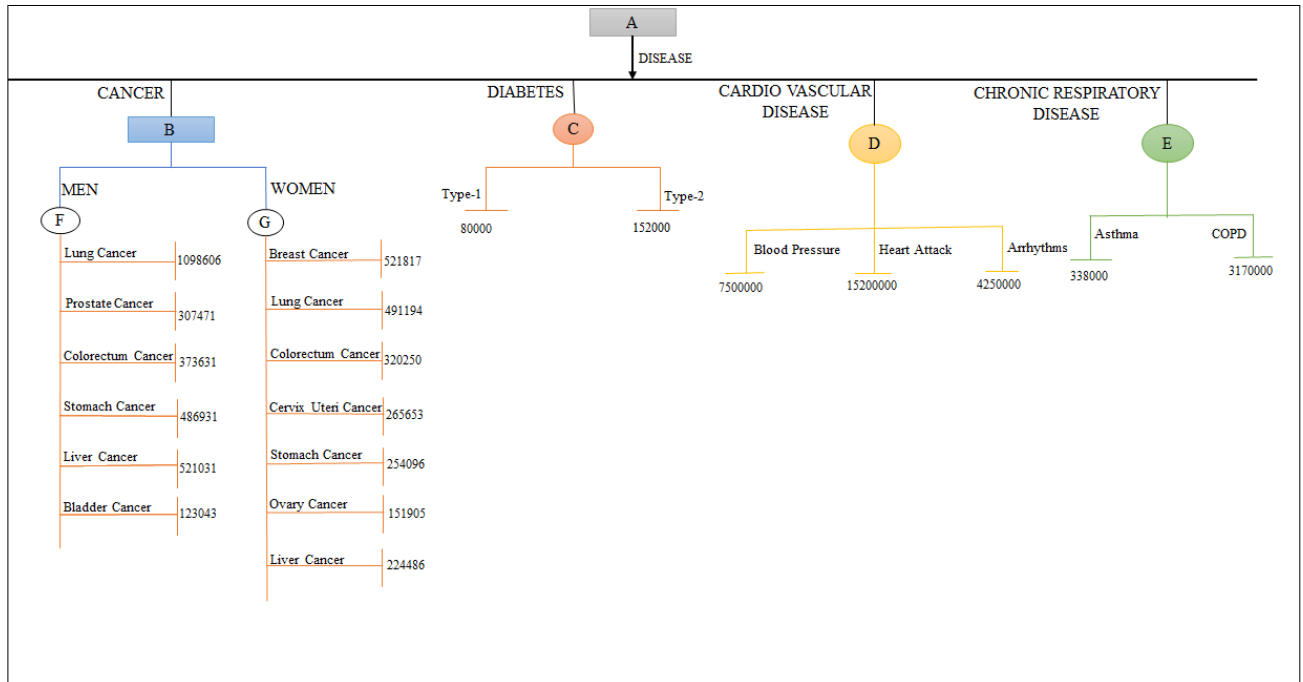 A
DISEASE
CANCER
B
MEN
F
Lung Cancer
1098606
Prostate Cancer
307471
Colorectum Cancer
373631
Stomach Cancer
486931
Liver Cancer
521031
Bladder Cancer
123043
WOMEN
G
Breast Cancer
521817
Lung Cancer
491194
Colorectum Cancer
320250
Cervix Uteri Cancer
265653
Stomach Cancer
254096
Ovary Cancer
151905
Liver Cancer
224486
DIABETES
C
Type-1
80000
Type-2
152000
CARDIO VASCULAR
DISEASE
D
Blood Pressure
7500000
Heart Attack
15200000
Arrhythms
4250000
CHRONIC RESPIRATORY
DISEASE
E
Asthma
338000
COPD
3170000